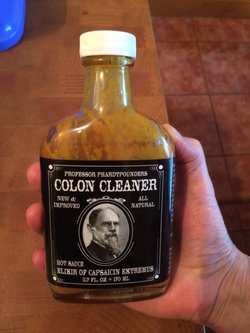 PROFESSOR PHARDTPOUNDERS
COLON CLEANER
NEW & IMPROVED
ALL NATURAL
HOT SAUCE
ELIXIR OF CAPSAICIN EXTREMUS
5.7 FL. OZ • 170 ML